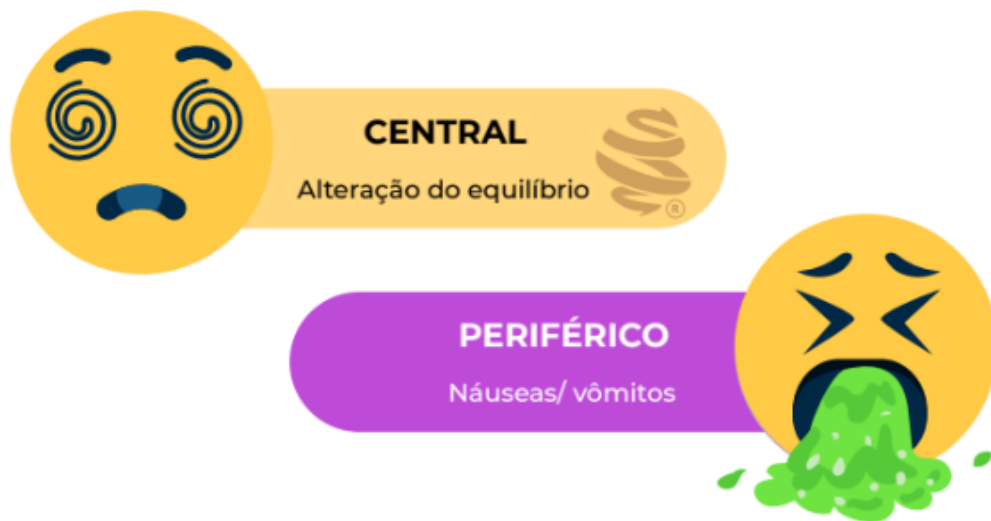 CENTRAL
Alteração do equilíbrio
®
PERIFÉRICO
Náuseas/ vômitos